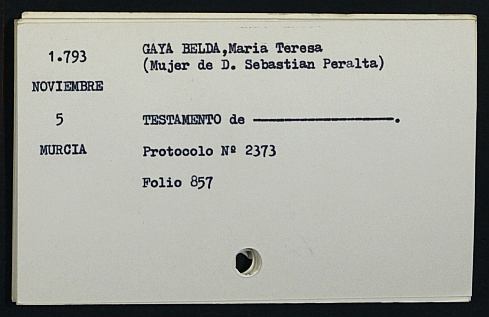 1.793
GAYA BELDA,Maria Teresa
(Mujer de D. Sebastian Peralta)
NOVIEMBRE
5
TESTAMENTO de ————————.
MURCIA
Protocolo Nº 2373
Folio 857